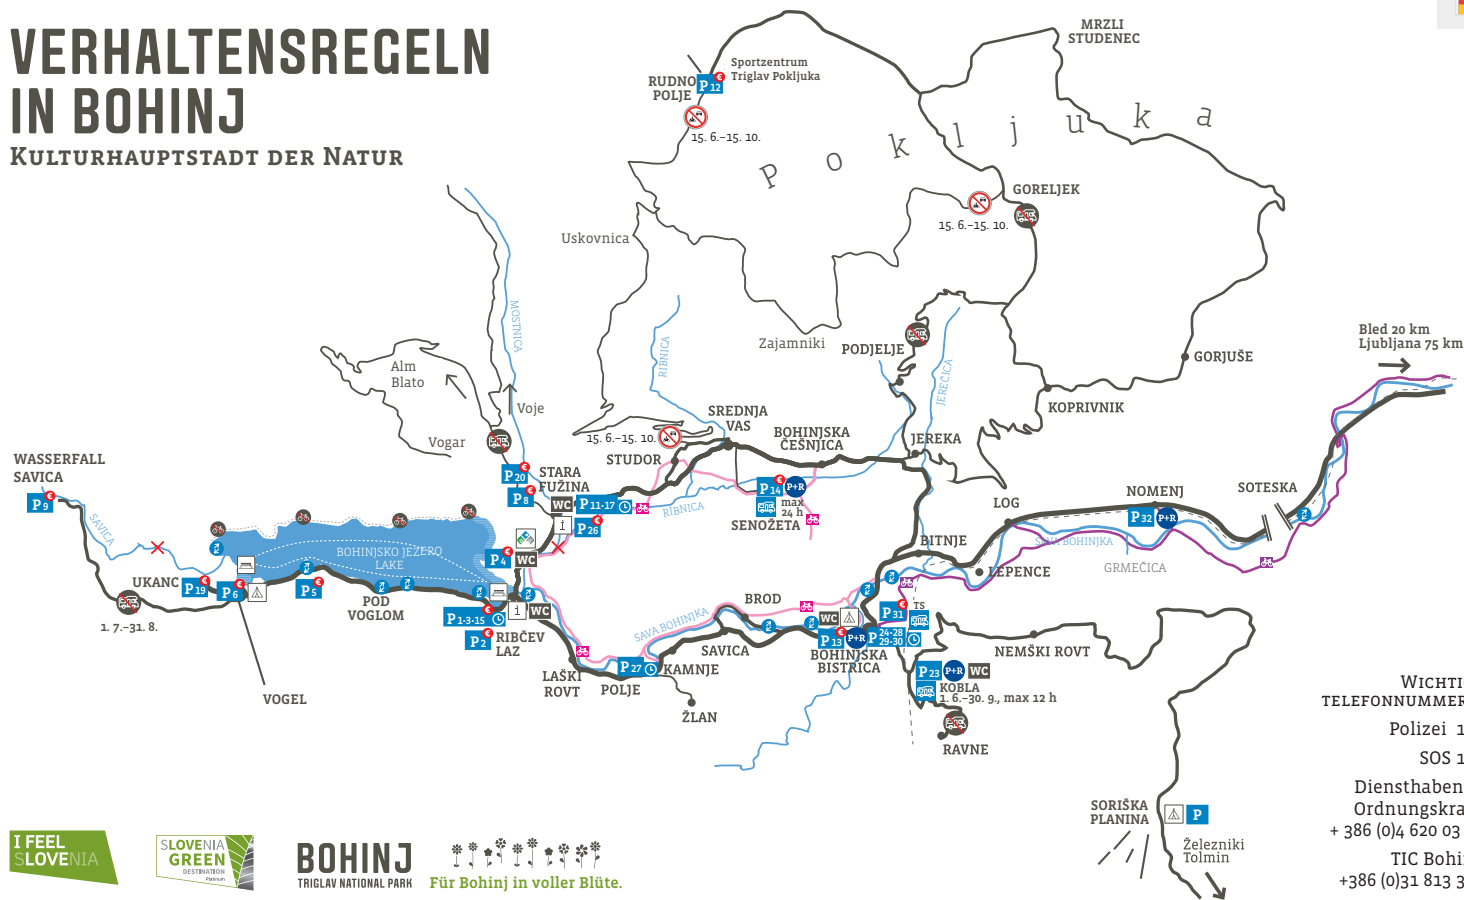 VERHALTENSREGELN
IN BOHINJ
KULTURHAUPTSTADT DER NATUR
MRZLI
STUDENEC
Sportzentrum
Triglav Pokljuka
RUDNO
POLJE
P12
€
15. 6.–15. 10.
Pokljuka
GORELJEK
15. 6.–15. 10.
Uskovnica
MOSTNICA
RIBNICA
Zajamniki
PODJELJE
JEREČICA
GORJUŠE
Bled 20 km
Ljubljana 75 km
Alm
Blato
Voje
Vogar
KOPRIVNIK
SREDNJA
VAS
15. 6.–15. 10.
BOHINJSKA
ČEŠNJICA
JEREKA
STUDOR
WASSERFALL
SAVICA
P9
€
P20
€
STARA
FUŽINA
P8
€
WC
P11-17
RIBNICA
P14
€
P+R
max
24 h
SENOŽETA
LOG
NOMENJ
P32
P+R
SOTESKA
SAVICA
i
P26
€
BOHINJSKO JEZERO
LAKE
P4
€
WC
BITNJE
SAVA BOHINJKA
GRMEČICA
LEPENCE
UKANC
P19
€
P6
€
P5
€
POD
VOGLOM
1. 7.–31. 8.
P1-3-15
€
i
WC
P2
€
RIBČEV
LAZ
BROD
SAVA BOHINJKA
SAVICA
WC
P13
€
P+R
P24-28
29-30
P31
€
TS
BOHINJSKA
BISTRICA
NEMŠKI ROVT
LAŠKI
ROVT
POLJE
P27
KAMNJE
ŽLAN
P23
P+R
WC
KOBLA
1. 6.–30. 9., max 12 h
RAVNE
VOGEL
WICHTIG
TELEFONNUMMER
Polizei 1
SOS 1
Diensthaben
Ordnungskra
+ 386 (0)4 620 03
TIC Bohi
+386 (0)31 813 3
SORIŠKA
PLANINA
P
Železniki
Tolmin
I FEEL
SLOVENIA
SLOVENIA
GREEN
DESTINATION
Platinum
BOHINJ
TRIGLAV NATIONAL PARK
Für Bohinj in voller Blüte.